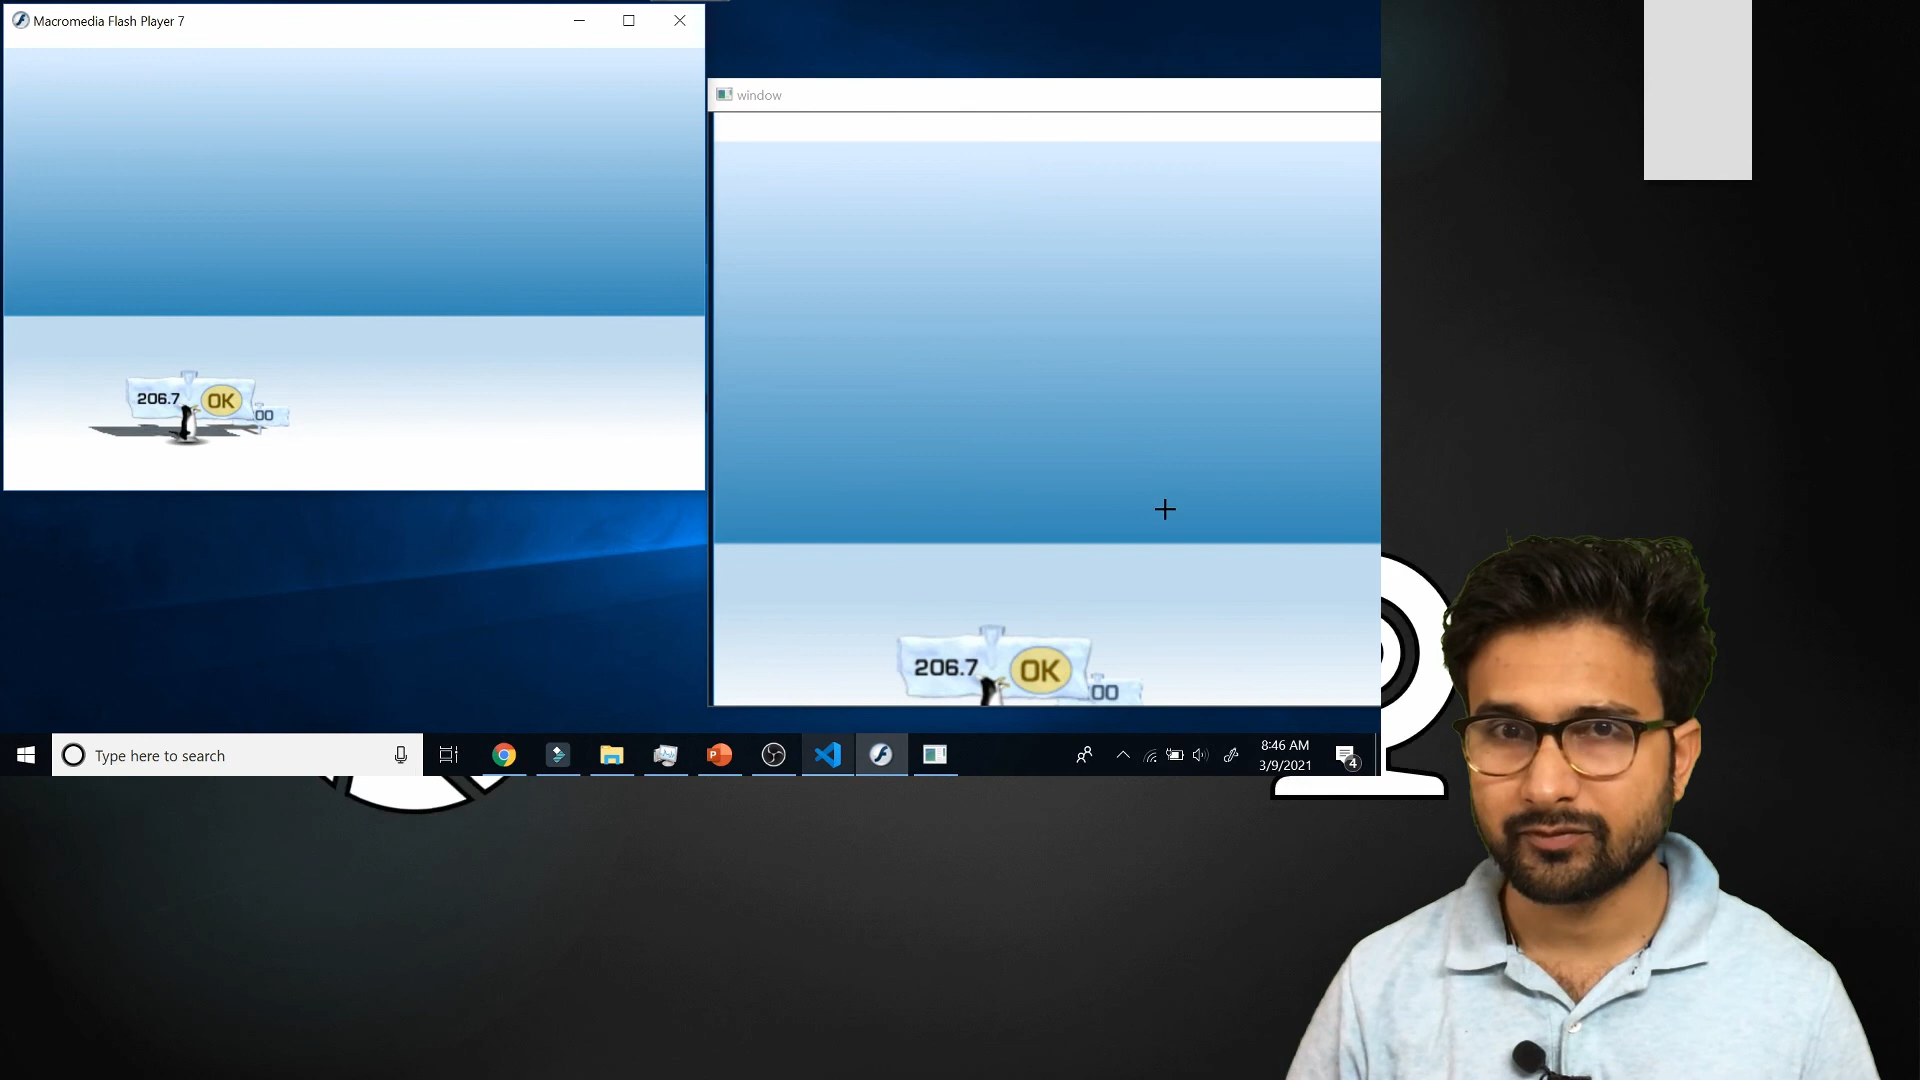 Macromedia Flash Player 7
window
206.7 OK
00
206.7 OK
00
Type here to search
8:46 AM
3/9/2021
4